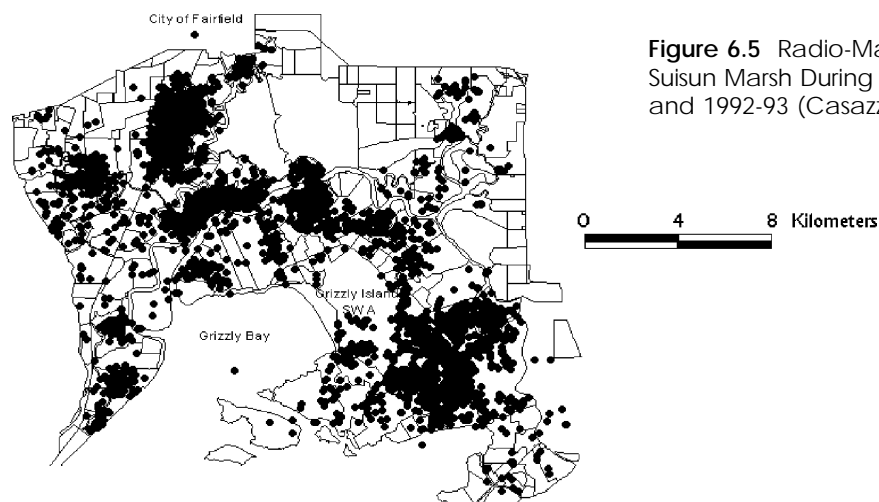 City of Fairfield
Figure 6.5 Radio-Ma
Suisun Marsh During
and 1992-93 (Casazz
0 4 8 Kilometers
Grizzly Island
SWA
Grizzly Bay